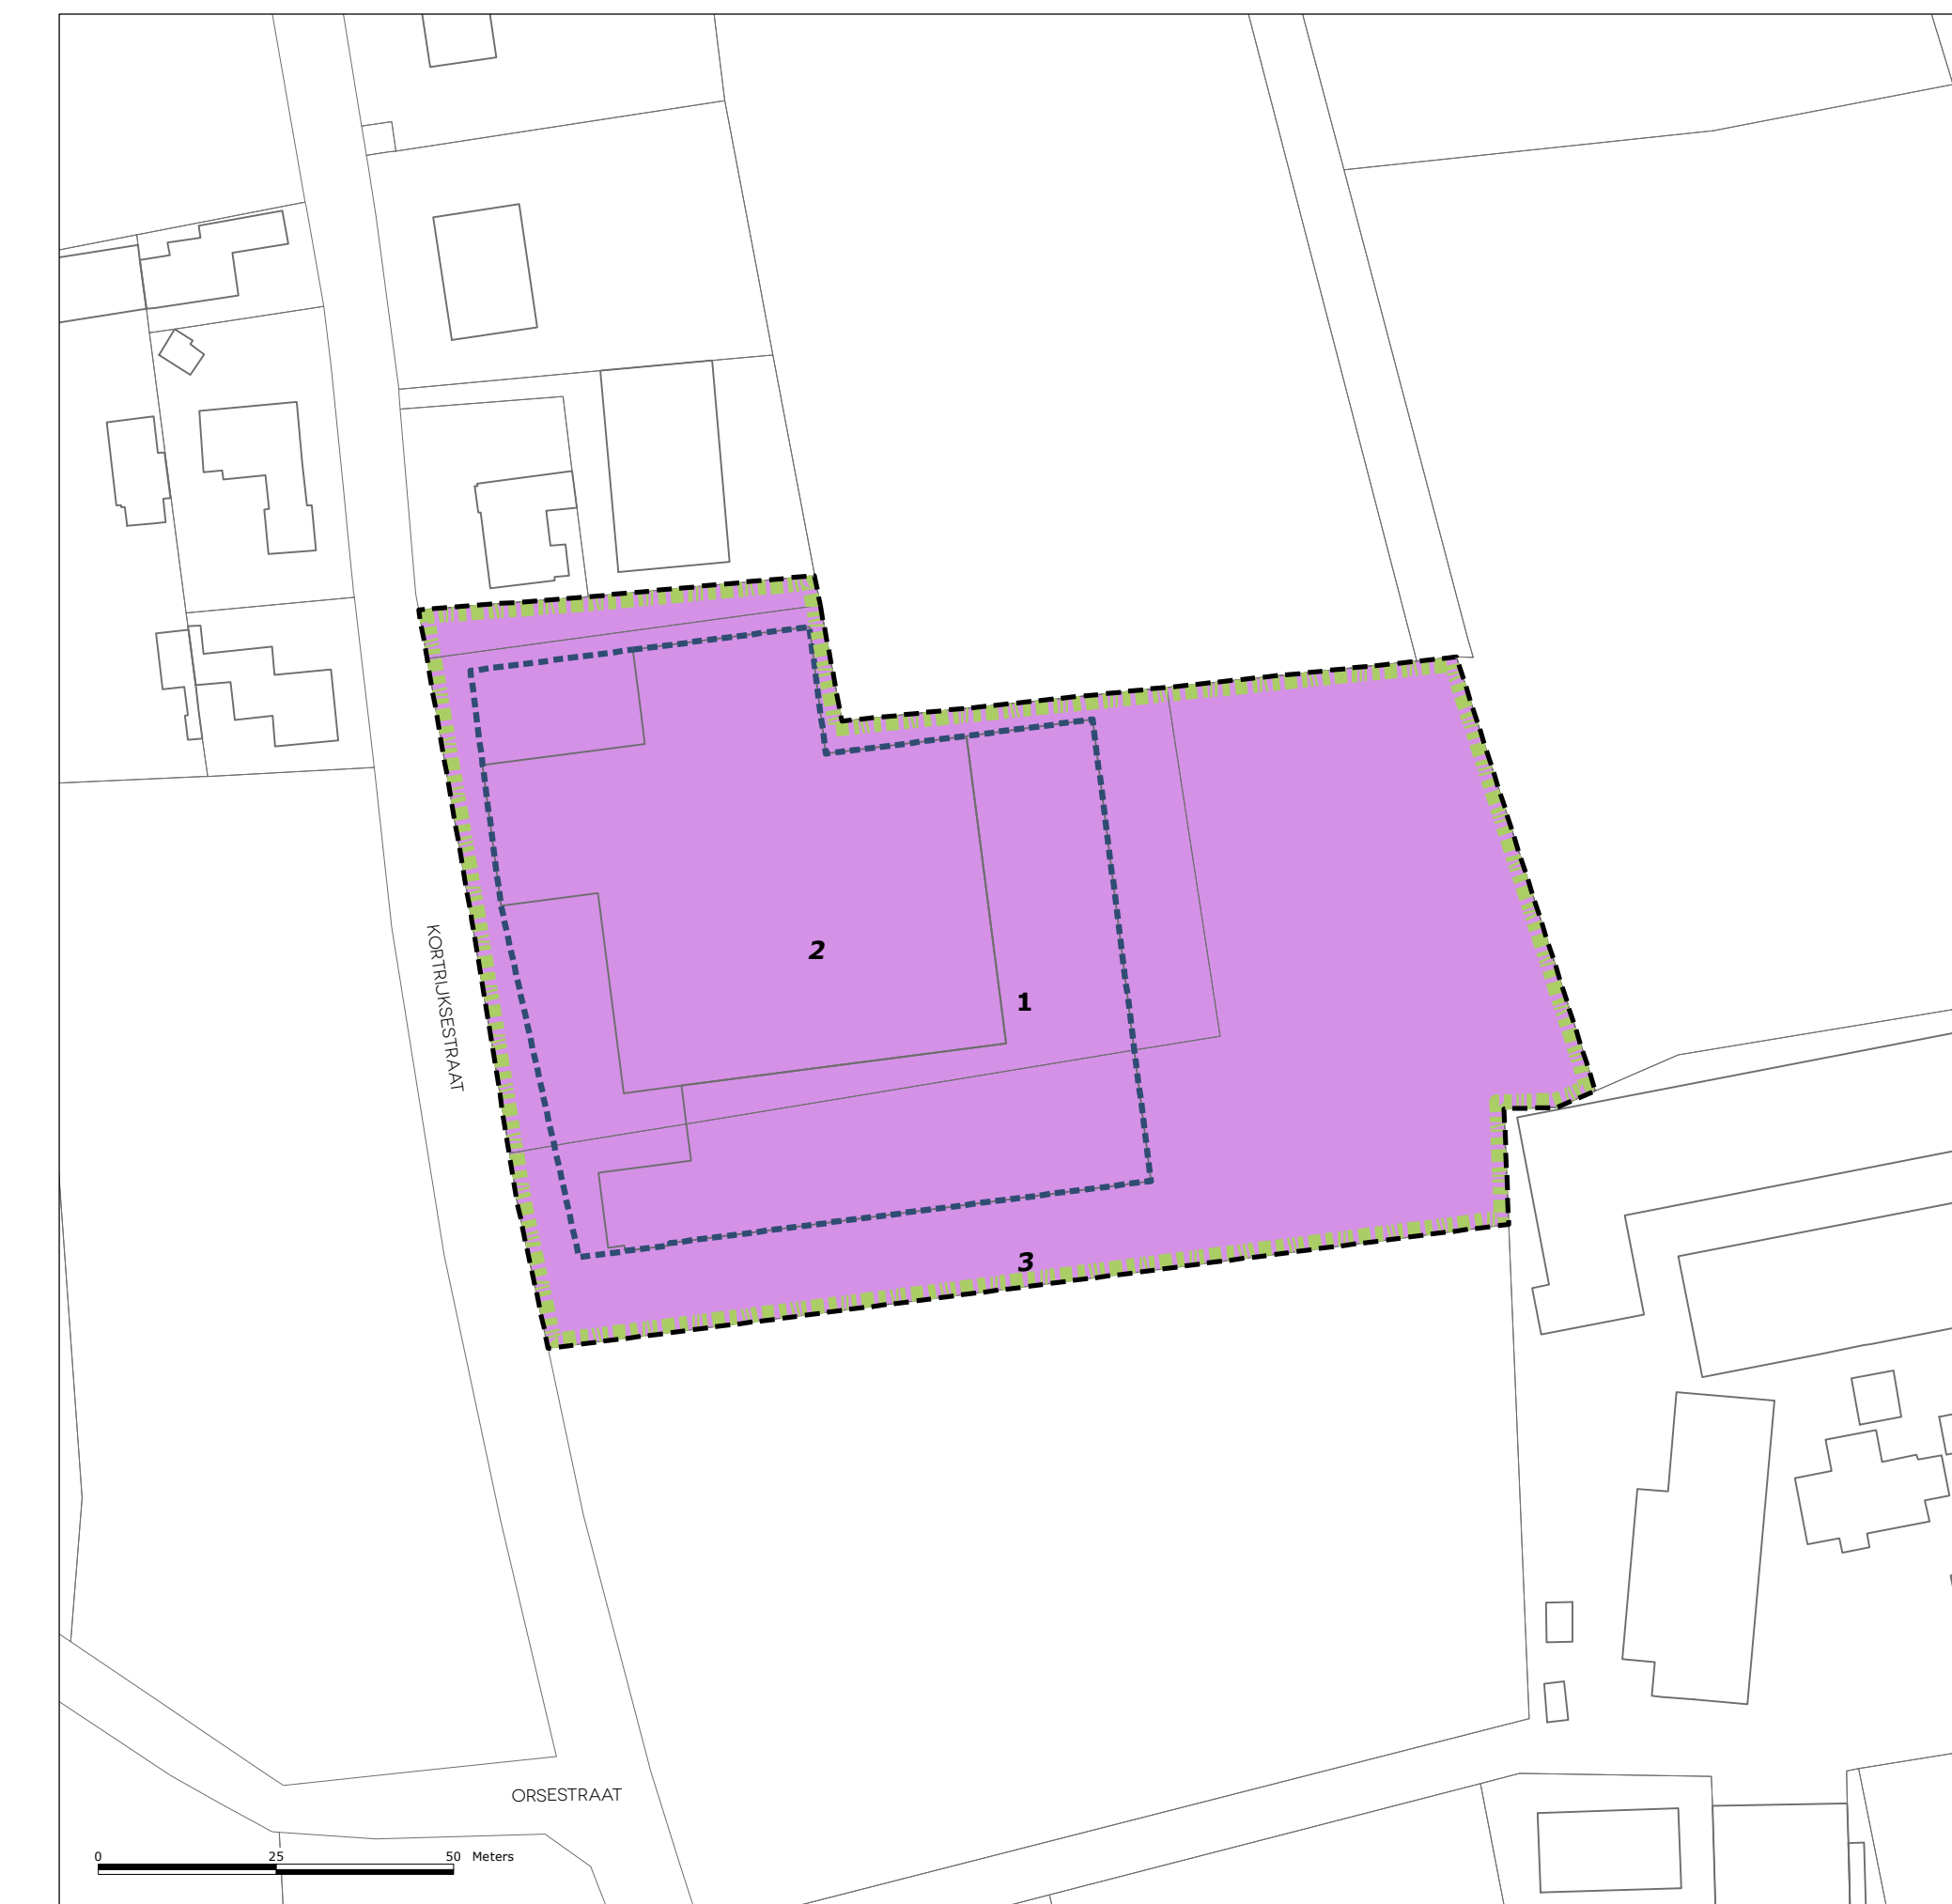 2
1
KORTRIJKSESTRAAT
3
ORSESTRAAT
0 25 50 Meters